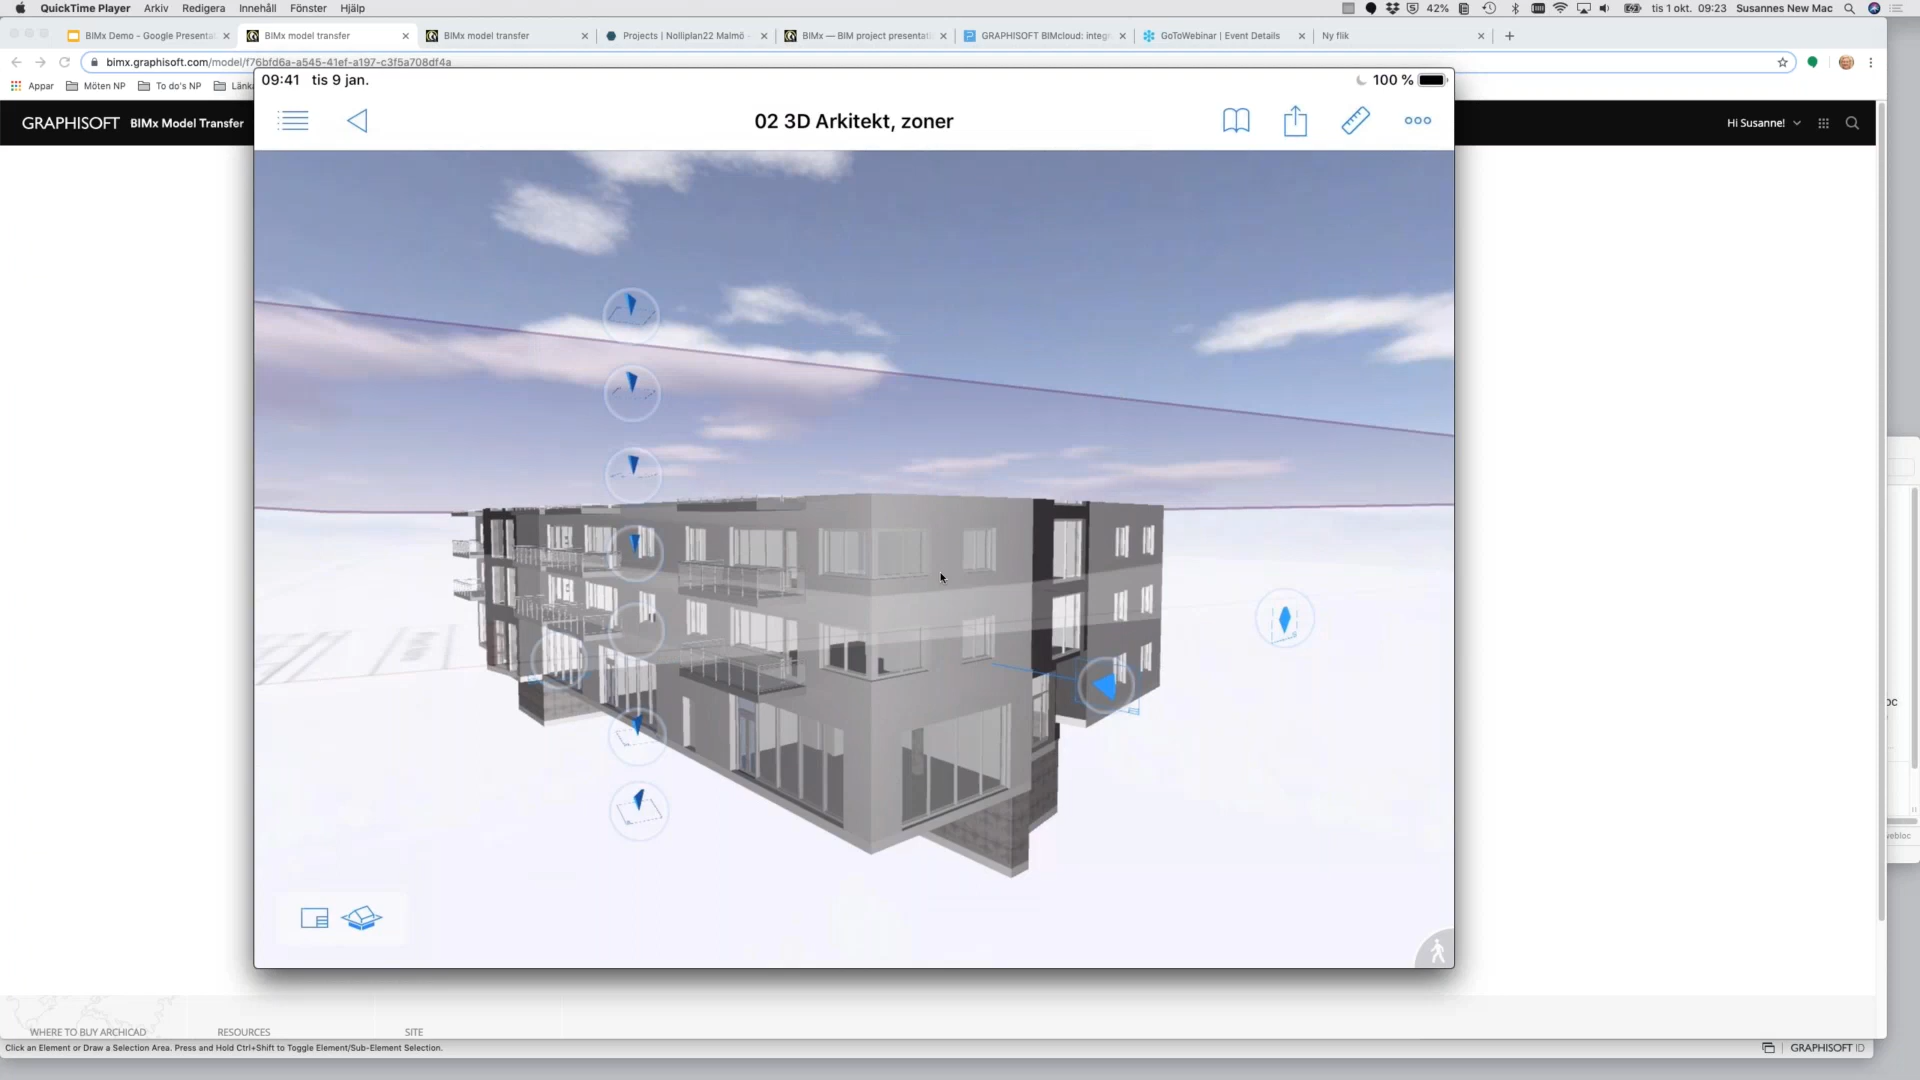 QuickTime Player Arkiv Redigera Innehåll Fönster Hjälp 42% tis 1 okt. 09:23 Susannes New Mac
BIMx Demo - Google Presenta BIMx model transfer BIMx model transfer Projects | Nolliplan22 Malmö - BIMx — BIM project presentati GRAPHISOFT BIMcloud: integ GoToWebinar | Event Details Ny flik
bimx.graphisoft.com/model/f76bfd6a-a545-41ef-a197-c3f5a708df4a
Appar Möten NP To do's NP Länka
09:41 tis 9 jan. 100 %
GRAPHISOFT BIMx Model Transfer
02 3D Arkitekt, zoner
Hi Susanne!
oc
webloc
WHERE TO BUY ARCHICAD RESOURCES SITE
Click an Element or Draw a Selection Area. Press and Hold Ctrl+Shift to Toggle Element/Sub-Element Selection.
GRAPHISOFT ID